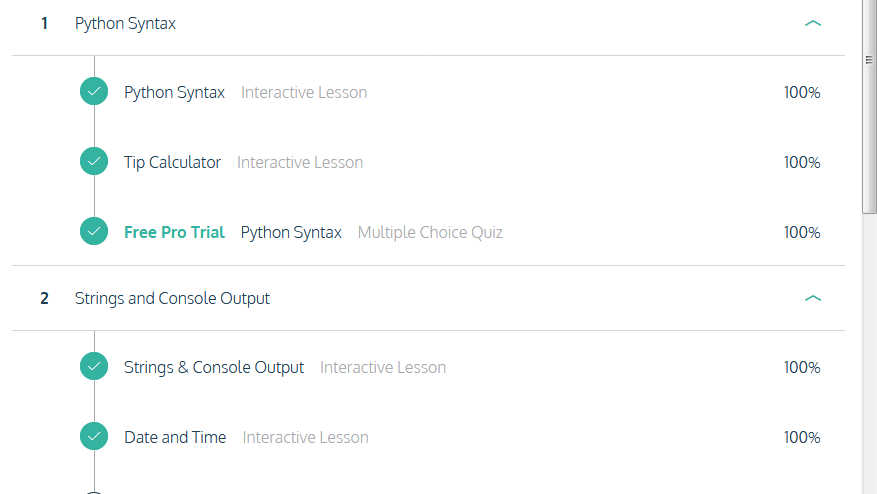 1 Python Syntax
Python Syntax Interactive Lesson 100%
Tip Calculator Interactive Lesson 100%
Free Pro Trial Python Syntax Multiple Choice Quiz 100%
2 Strings and Console Output
Strings & Console Output Interactive Lesson 100%
Date and Time Interactive Lesson 100%